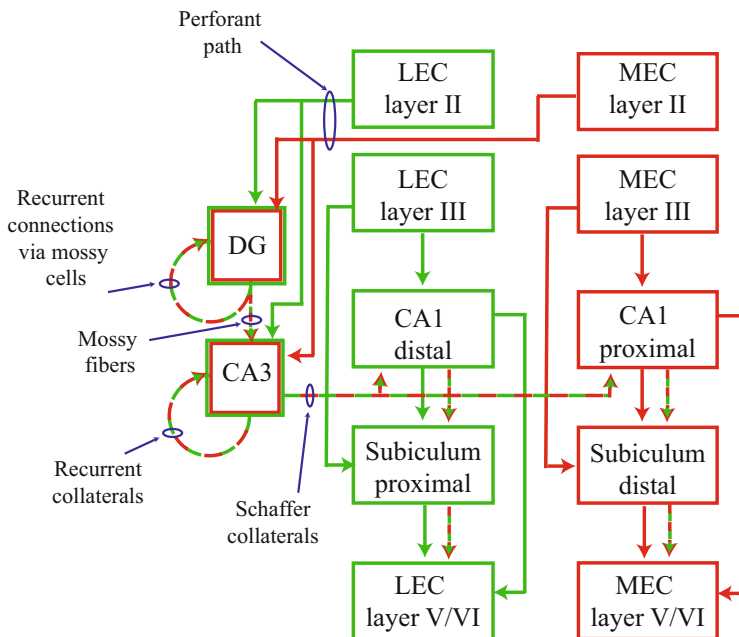 Perforant
path
LEC
layer II
MEC
layer II
LEC
layer III
MEC
layer III
Recurrent
connections
via mossy
cells
DG
Mossy
fibers
CA1
distal
CA1
proximal
CA3
Recurrent
collaterals
Schaffer
collaterals
Subiculum
proximal
Subiculum
distal
LEC
layer V/VI
MEC
layer V/VI